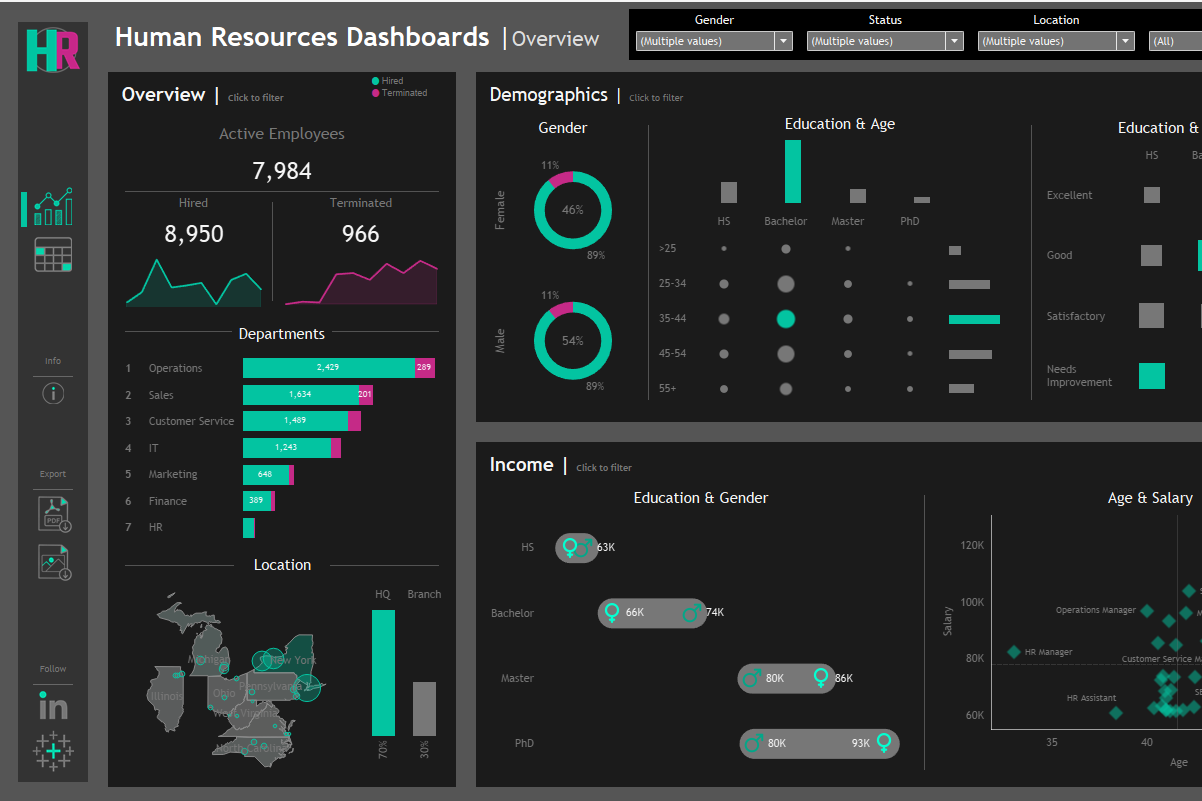 HR
Human Resources Dashboards | Overview
Gender
Status
Location
(Multiple values)
(Multiple values)
(Multiple values)
(All)
Overview | Click to filter
Hired
Terminated
Active Employees
7,984
Hired
Terminated
8,950
966
Departments
1 Operations 2,429 289
2 Sales 1,634 201
3 Customer Service 1,489
4 IT 1,243
5 Marketing 648
6 Finance 389
7 HR
Location
HQ
Branch
Michigan
New York
Illinois
Ohio
Pennsylvania
West Virginia
North Carolina
70%
30%
Info
Export
PDF
Follow
in
Demographics | Click to filter
Gender
Female
11%
46%
89%
Male
11%
54%
89%
Education & Age
HS
Bachelor
Master
PhD
>25
25-34
35-44
45-54
55+
Education &
HS
Ba
Excellent
Good
Satisfactory
Needs
Improvement
Income | Click to filter
Education & Gender
HS 63K
Bachelor 66K 74K
Master 80K 86K
PhD 80K 93K
Age & Salary
Salary
120K
100K
80K
60K
Operations Manager
HR Manager
Customer Service M
HR Assistant
35
40
Age